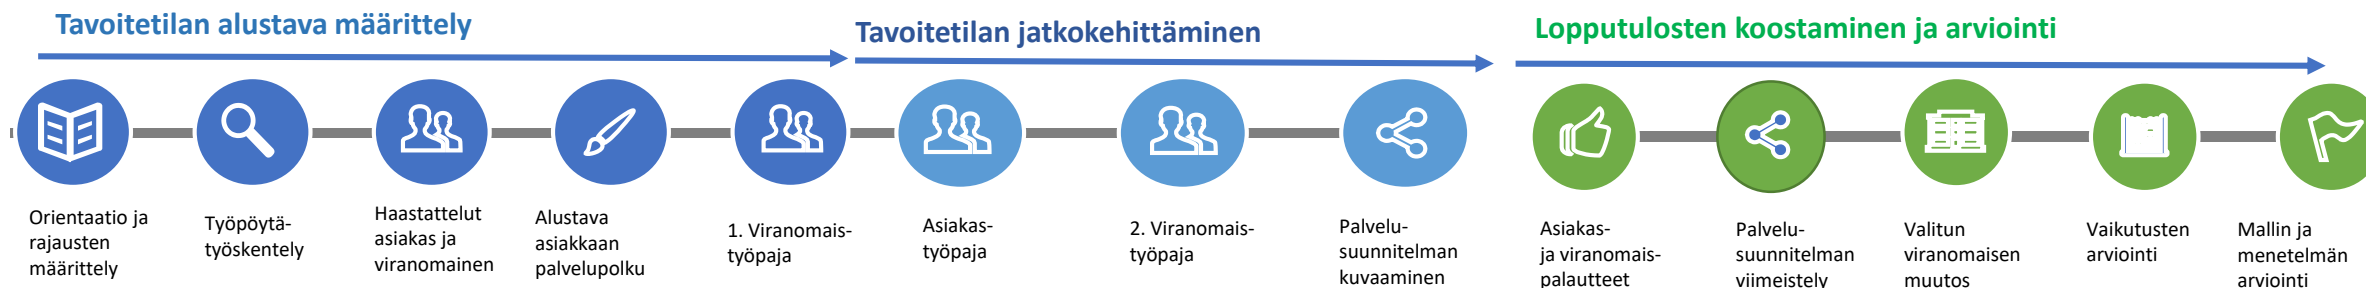 Tavoitetilan alustava määrittely
Tavoitetilan jatkokehittäminen
Lopputulosten koostaminen ja arviointi
Orientaatio ja
rajausten
määrittely
Työpöytä-
työskentely
Haastattelut
asiakas ja
viranomainen
Alustava
asiakkaan
palvelupolku
1. Viranomais-
työpaja
Asiakas-
työpaja
2. Viranomais-
työpaja
Palvelu-
suunnitelman
kuvaaminen
Asiakas-
ja viranomais-
palautteet
Palvelu-
suunnitelman
viimeistely
Valitun
viranomaisen
muutos
Vaikutusten
arviointi
Mallin ja
menetelmän
arviointi